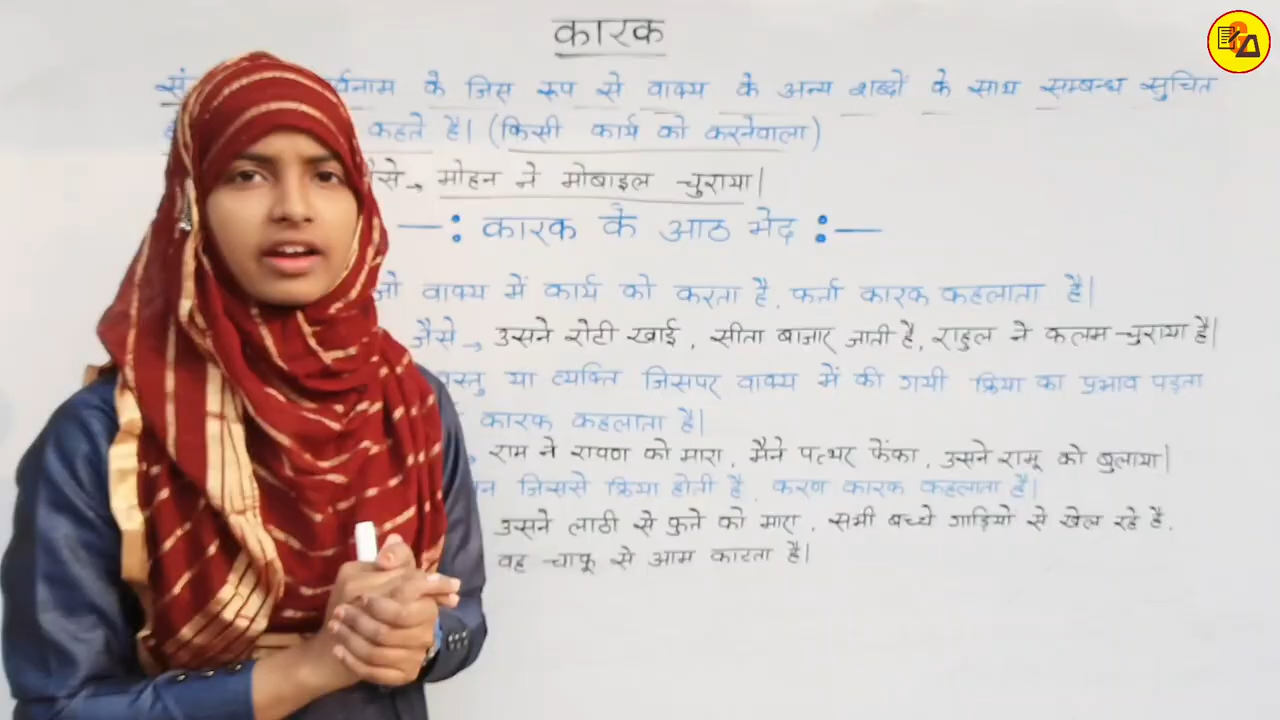 कारक
के जिस रूप से वाक्य के अन्य शब्दों के साथ सम्बन्ध सुचित
कहते है। (किसी कार्य को करनेवाला)
मोहन ने मोबाइल चुराया।
—: कारक के आठ भेद :—
वाक्य में कार्य को करता है, कर्ता कारक कहलाता है।
जैसे → उसने रोटी खाई , सीता बाजार जाती है, राहुल ने कलम चुराया है।
या व्यक्ति जिसपर वाक्य में की गयी क्रिया का प्रभाव पड़ता
कारक कहलाता है।
राम ने रावण को मारा , मैने पत्थर फेंका , उसने रामू को बुलाया।
जिससे क्रिया होती है, करण कारक कहलाता है।
उसने लाठी से कुत्ते को मारा , सभी बच्चे गाड़ियों से खेल रहे है,
वह चाकू से आम काटता है।